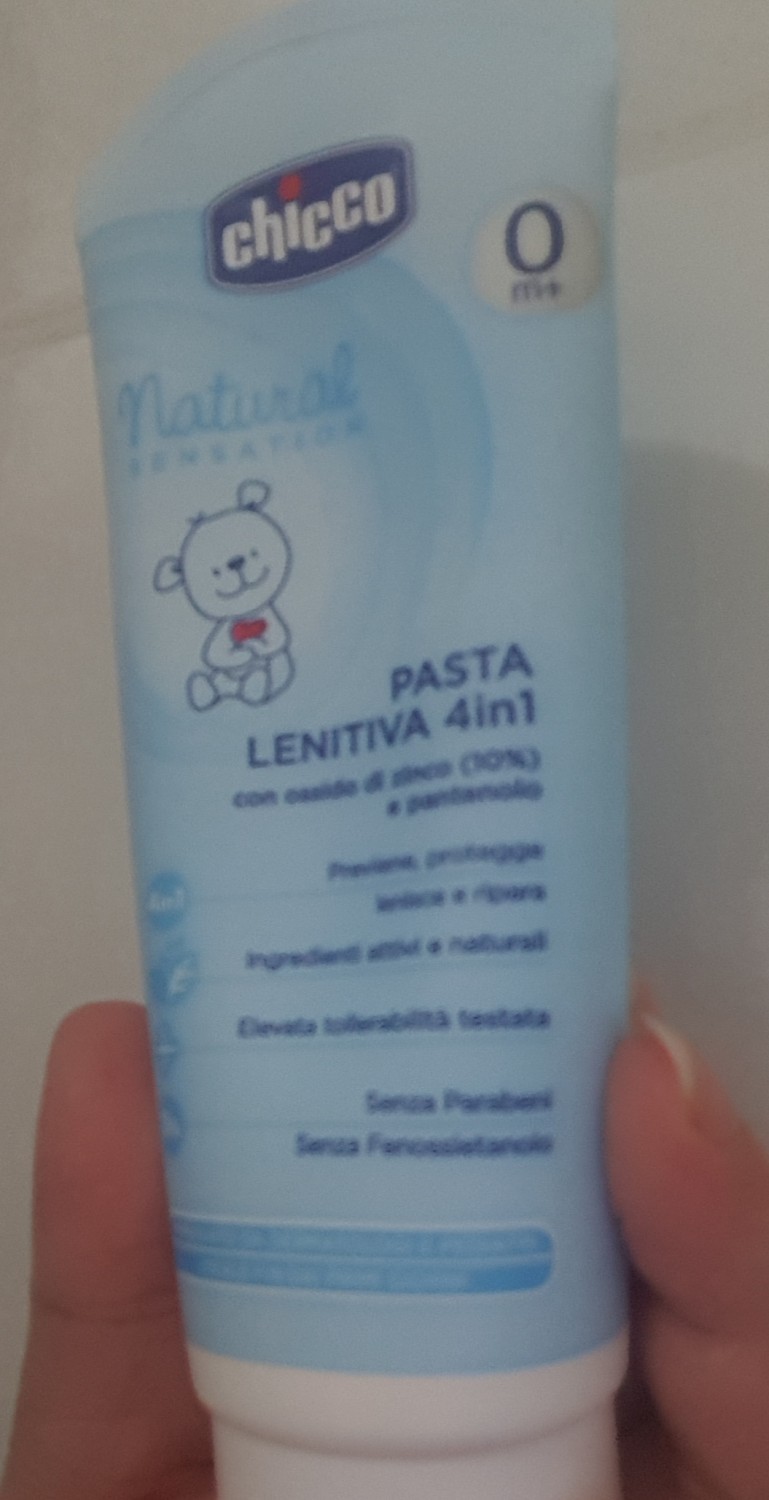 chicco
0
m+
Natural
SENSATION
PASTA
LENITIVA 4in1
con ossido di zinco (10%)
e pantenolo
Previene, protegge
lenisce e ripara
4in1
Ingredienti attivi e naturali
Elevata tollerabilità testata
Senza Parabeni
Senza Fenossietanolo